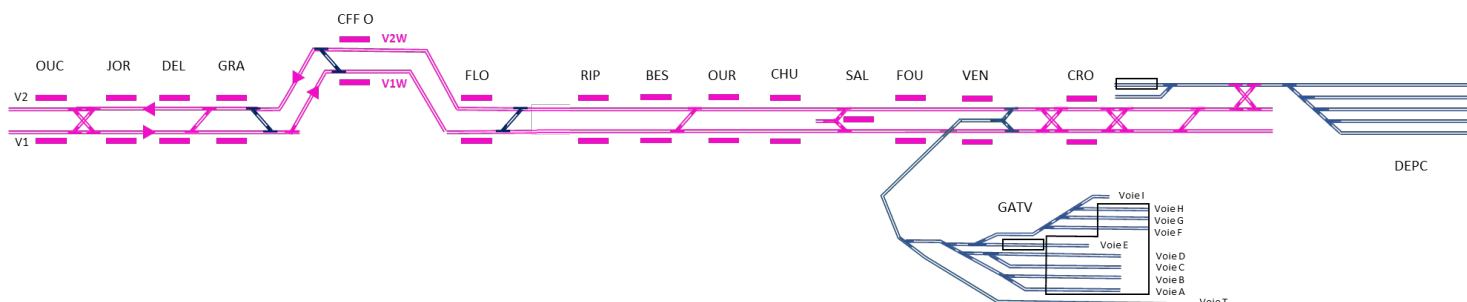 CFF O
V2W
V1W
OUC
JOR
DEL
GRA
FLO
RIP
BES
OUR
CHU
SAL
FOU
VEN
CRO
V2
V1
DEPC
GATV
Voie I
Voie H
Voie G
Voie F
Voie E
Voie D
Voie C
Voie B
Voie A
Voie T